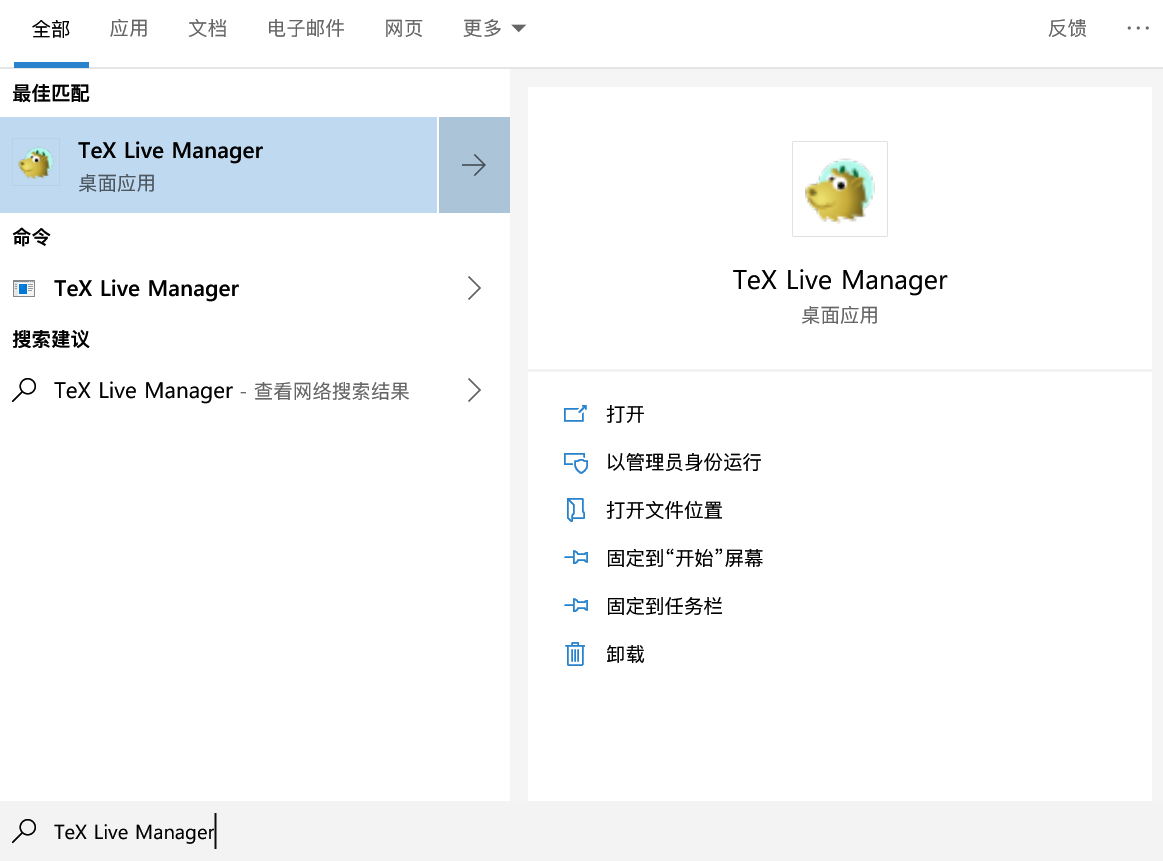 全部 应用 文档 电子邮件 网页 更多 反馈 ···
最佳匹配
TeX Live Manager
桌面应用
命令
TeX Live Manager
搜索建议
TeX Live Manager - 查看网络搜索结果
TeX Live Manager
桌面应用
打开
以管理员身份运行
打开文件位置
固定到“开始”屏幕
固定到任务栏
卸载
TeX Live Manager